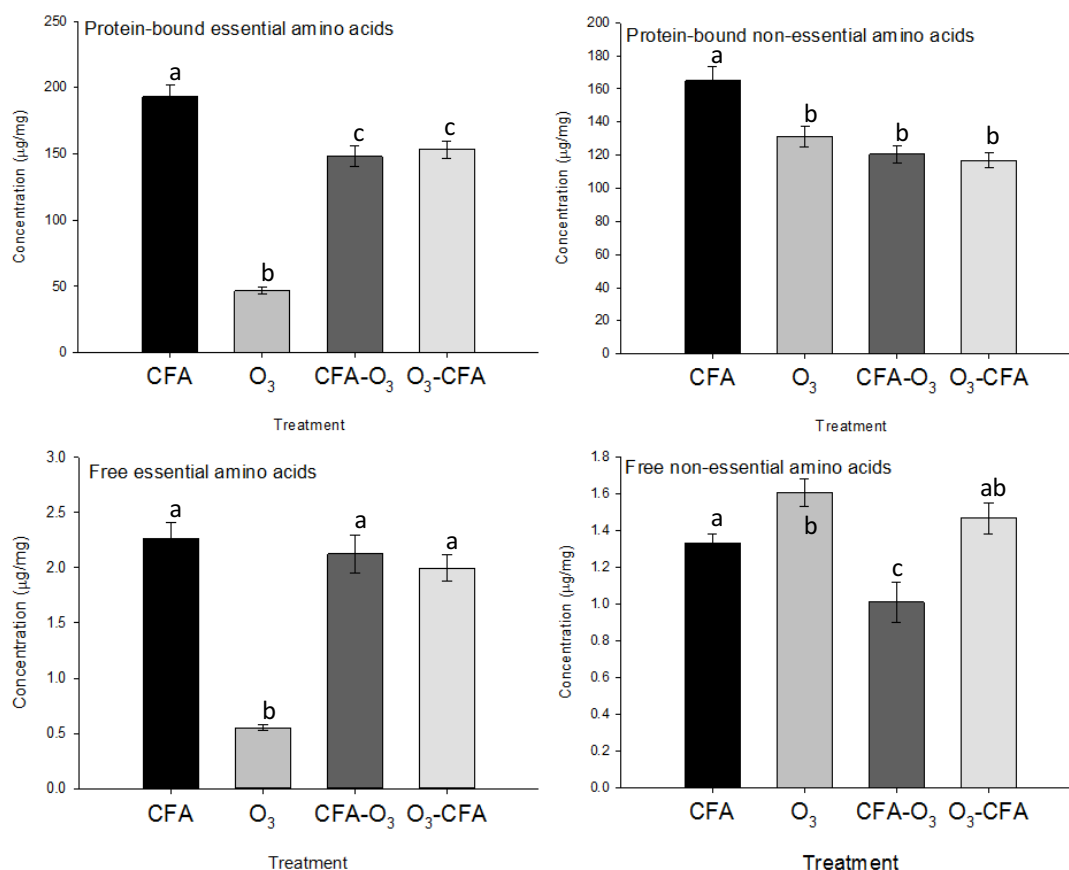 Protein-bound essential amino acids
Concentration (µg/mg)
250
200
150
100
50
0
a
b
c
c
CFA
O₃
CFA-O₃
O₃-CFA
Treatment
Protein-bound non-essential amino acids
Concentration (µg/mg)
200
180
160
140
120
100
80
60
40
20
0
a
b
b
b
CFA
O₃
CFA-O₃
O₃-CFA
Treatment
Free essential amino acids
Concentration (µg/mg)
3.0
2.5
2.0
1.5
1.0
0.5
0.0
a
b
a
a
CFA
O₃
CFA-O₃
O₃-CFA
Treatment
Free non-essential amino acids
Concentration (µg/mg)
1.8
1.6
1.4
1.2
1.0
0.8
0.6
0.4
0.2
0.0
a
b
c
ab
CFA
O₃
CFA-O₃
O₃-CFA
Treatment